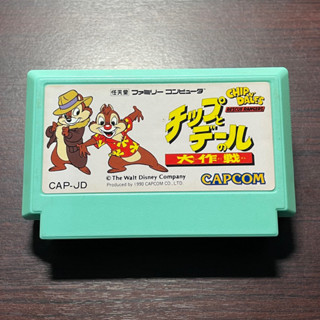 任天堂 ファミリー コンピュータ
CHIP 'N DALE'S
RESCUE RANGERS
チップと
デールの
大作戦
CAP-JD
© The Walt Disney Company
Produced by 1990 CAPCOM CO., LTD.
CAPCOM